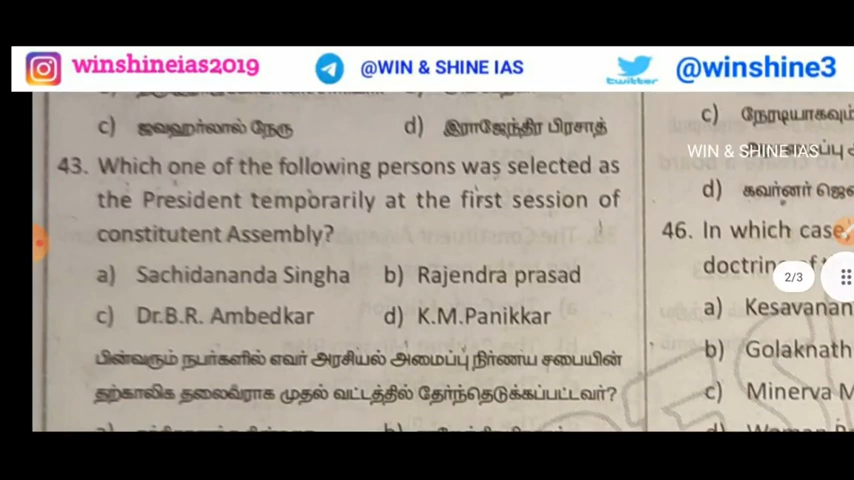 winshineias2019
@WIN & SHINE IAS
twitter
@winshine3
c) ஜவஹர்லால் நேரு d) இராஜேந்திர பிரசாத்
43. Which one of the following persons was selected as
the President temporarily at the first session of
constitutent Assembly?
a) Sachidananda Singha b) Rajendra prasad
c) Dr.B.R. Ambedkar d) K.M.Panikkar
பின்வரும் நபர்களில் எவர் அரசியல் அமைப்பு நிர்ணய சபையின்
தற்காலிக தலைவராக முதல் வட்டத்தில் தேர்ந்தெடுக்கப்பட்டவர்?
c) நேரடியாகவும்
WIN & SHINE IAS
d) கவர்னர்
46. In which case,
2/3
a) Kesavanan
b) Golaknath
c) Minerva M